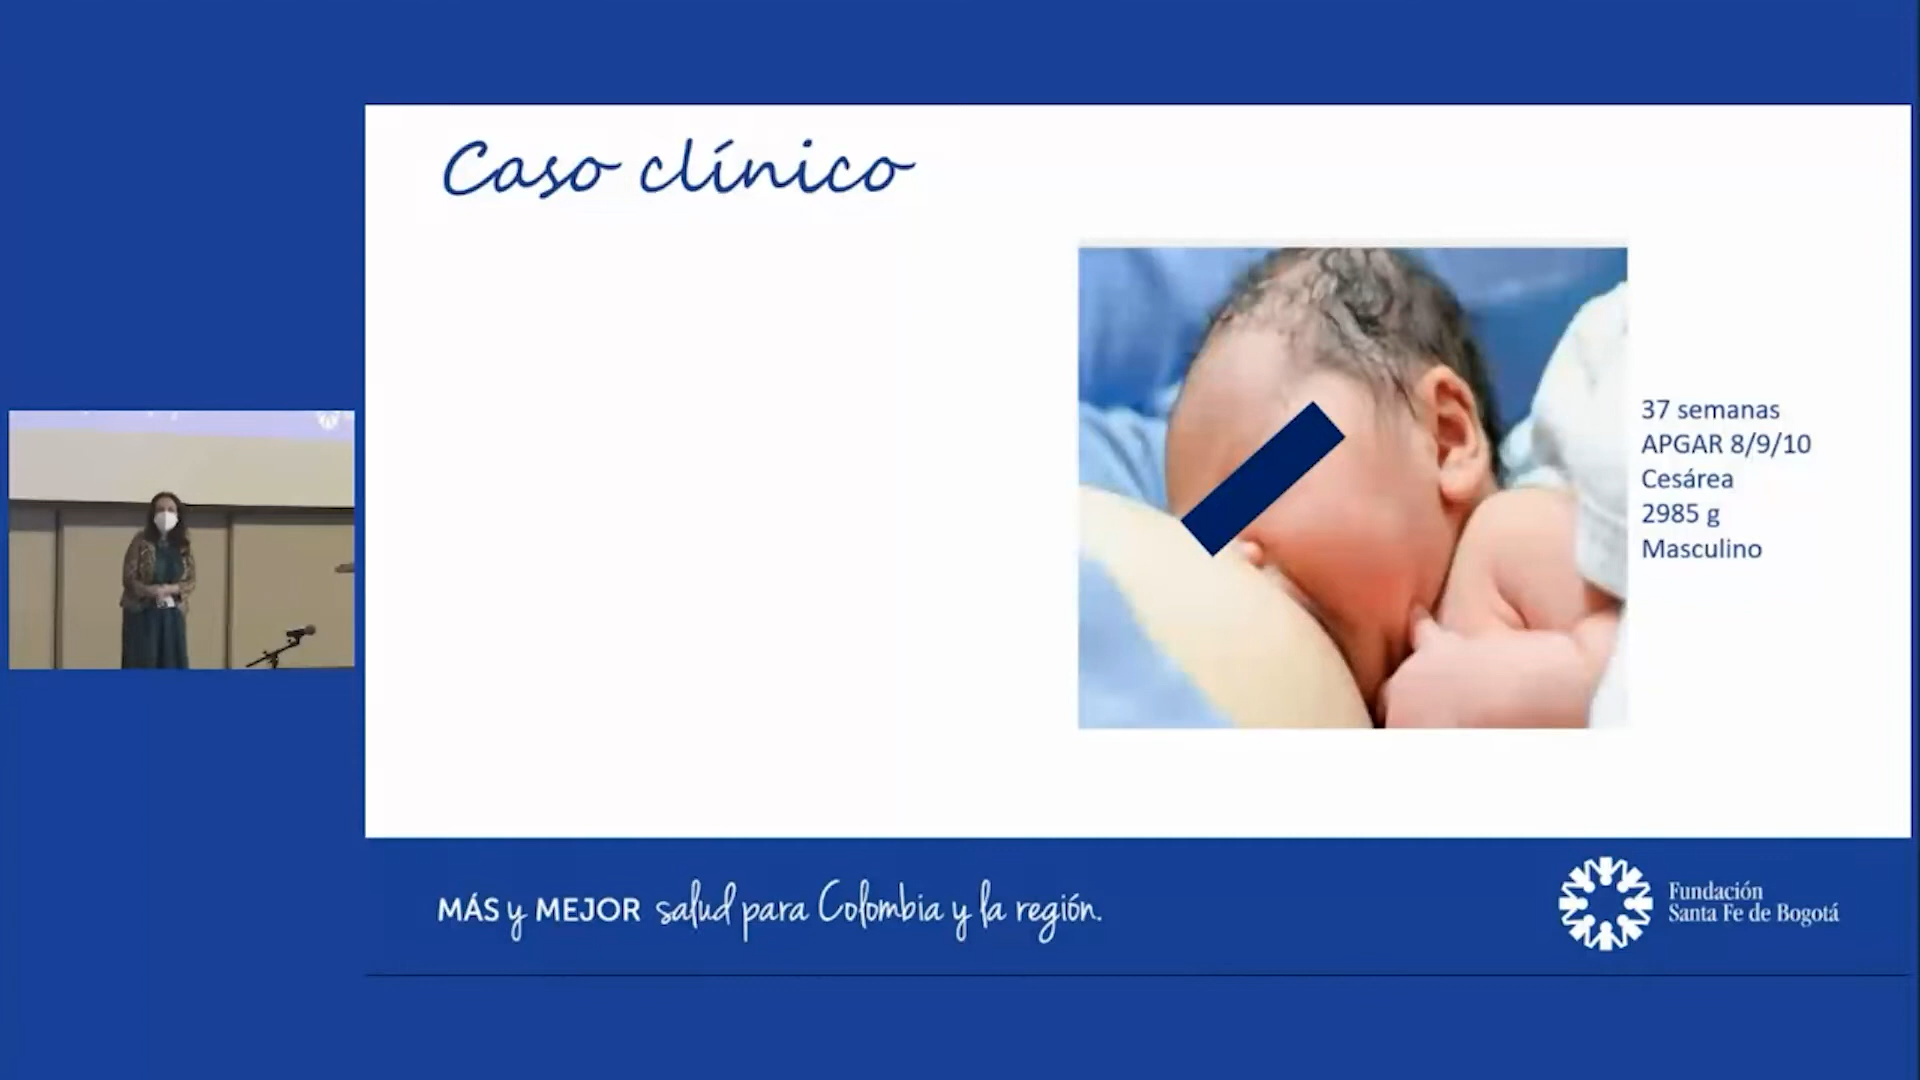 Caso clínico
37 semanas
APGAR 8/9/10
Cesárea
2985 g
Masculino
MÁS y MEJOR salud para Colombia y la región.
Fundación
Santa Fe de Bogotá